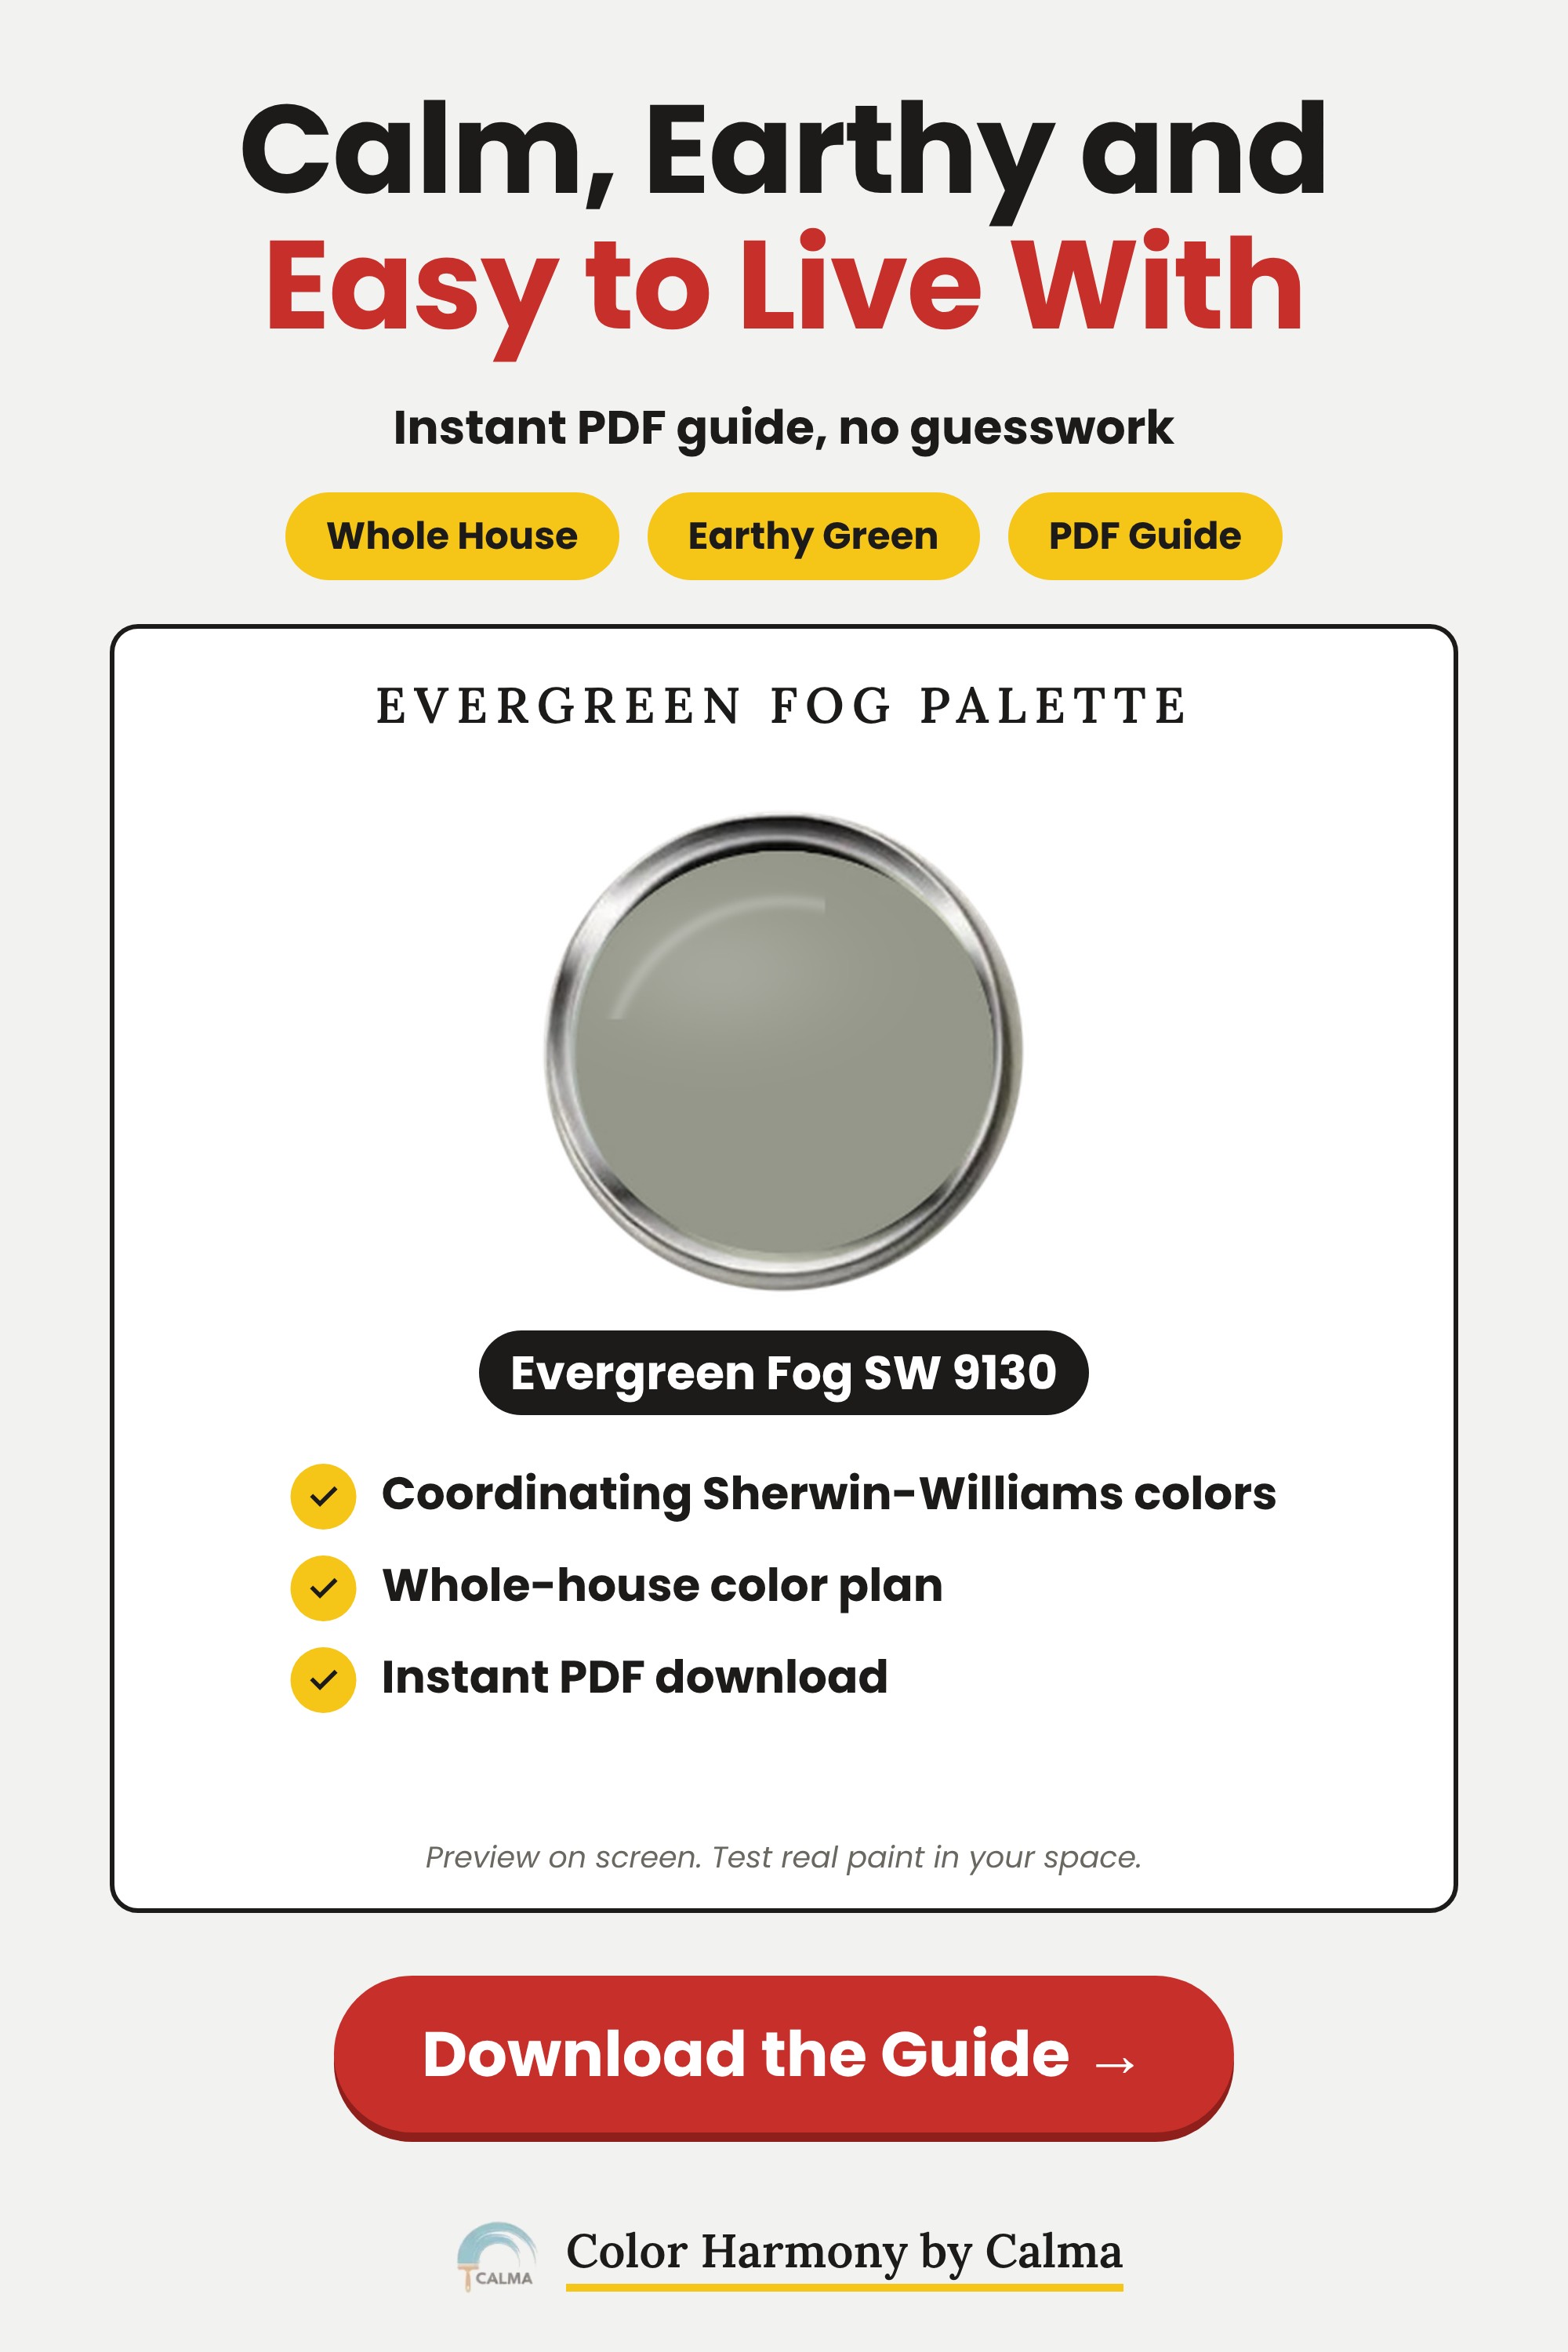 Calm, Earthy and
Easy to Live With
Instant PDF guide, no guesswork
Whole House
Earthy Green
PDF Guide
EVERGREEN FOG PALETTE
Evergreen Fog SW 9130
Coordinating Sherwin-Williams colors
Whole-house color plan
Instant PDF download
Preview on screen. Test real paint in your space.
Download the Guide →
CALMA
Color Harmony by Calma